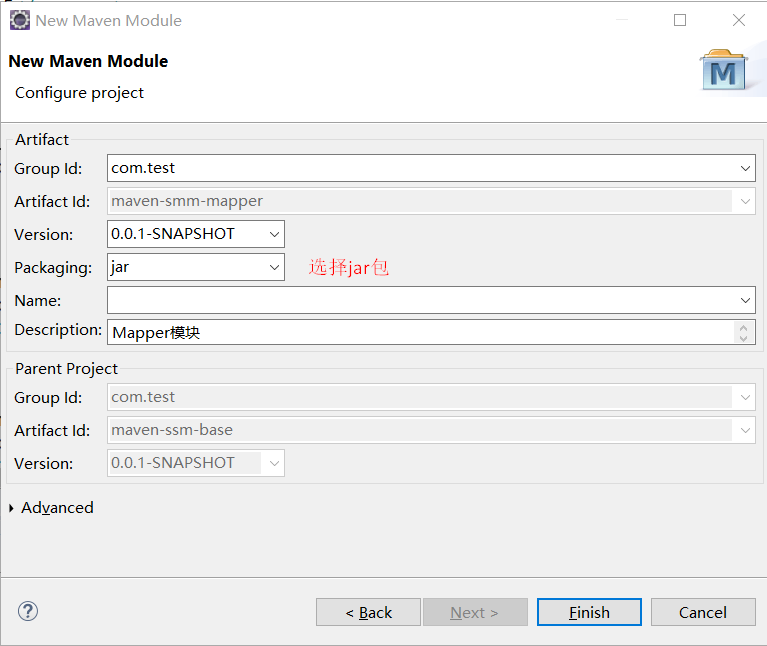 New Maven Module
New Maven Module
Configure project
M
Artifact
Group Id: com.test
Artifact Id: maven-smm-mapper
Version: 0.0.1-SNAPSHOT
Packaging: jar 选择jar包
Name:
Description: Mapper模块
Parent Project
Group Id: com.test
Artifact Id: maven-ssm-base
Version: 0.0.1-SNAPSHOT
Advanced
? < Back Next > Finish Cancel